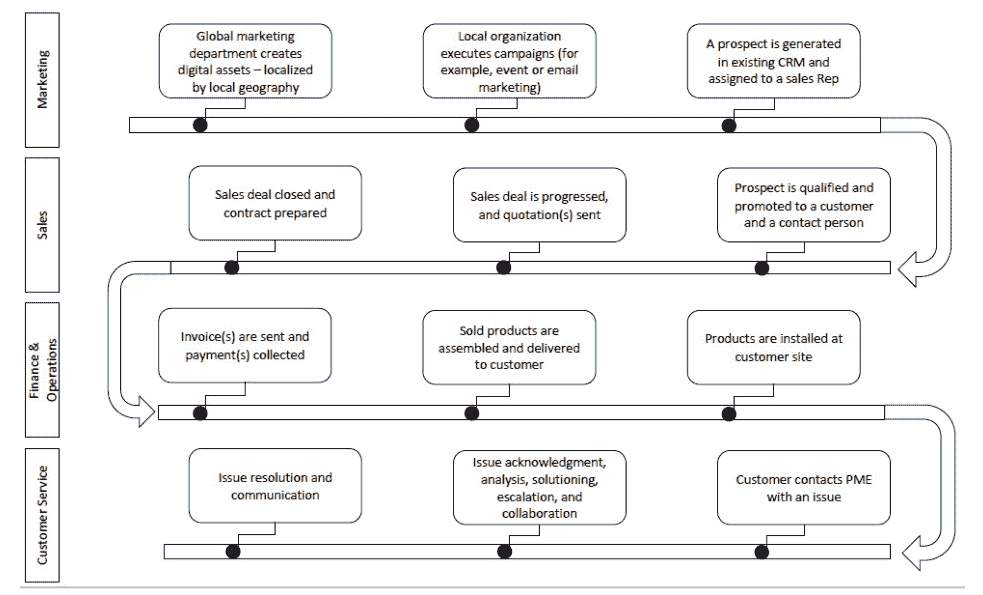 Marketing
Global marketing
department creates
digital assets – localized
by local geography
Local organization
executes campaigns (for
example, event or email
marketing)
A prospect is generated
in existing CRM and
assigned to a sales Rep
Sales
Sales deal closed and
contract prepared
Sales deal is progressed,
and quotation(s) sent
Prospect is qualified and
promoted to a customer
and a contact person
Finance &
Operations
Invoice(s) are sent and
payment(s) collected
Sold products are
assembled and delivered
to customer
Products are installed at
customer site
Customer Service
Issue resolution and
communication
Issue acknowledgment,
analysis, solutioning,
escalation, and
collaboration
Customer contacts PME
with an issue